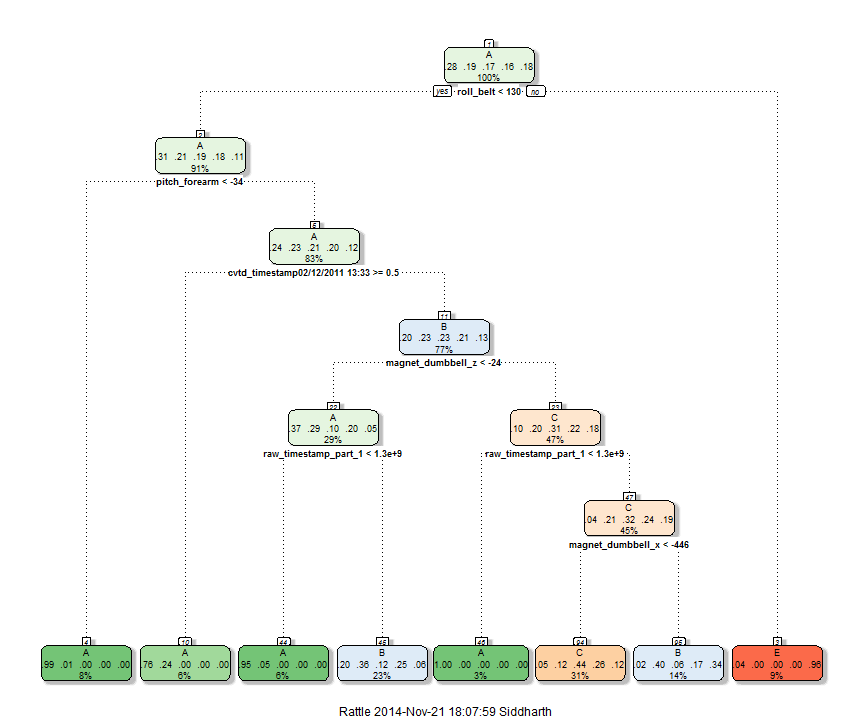 1
A
.28 .19 .17 .16 .18
100%
yes roll_belt < 130 no
2
A
.31 .21 .19 .18 .11
91%
pitch_forearm < -34
5
A
.24 .23 .21 .20 .12
83%
cvtd_timestamp02/12/2011 13:33 >= 0.5
11
B
.20 .23 .23 .21 .13
77%
magnet_dumbbell_z < -24
22
A
.37 .29 .10 .20 .05
29%
raw_timestamp_part_1 < 1.3e+9
23
C
.10 .20 .31 .22 .18
47%
raw_timestamp_part_1 < 1.3e+9
47
C
.04 .21 .32 .24 .19
45%
magnet_dumbbell_x < -446
4
A
.99 .01 .00 .00 .00
8%
10
A
.76 .24 .00 .00 .00
6%
44
A
.95 .05 .00 .00 .00
6%
45
B
.20 .36 .12 .25 .06
23%
46
A
1.00 .00 .00 .00 .00
3%
94
C
.05 .12 .44 .26 .12
31%
95
B
.02 .40 .06 .17 .34
14%
3
E
.04 .00 .00 .00 .96
9%
Rattle 2014-Nov-21 18:07:59 Siddharth